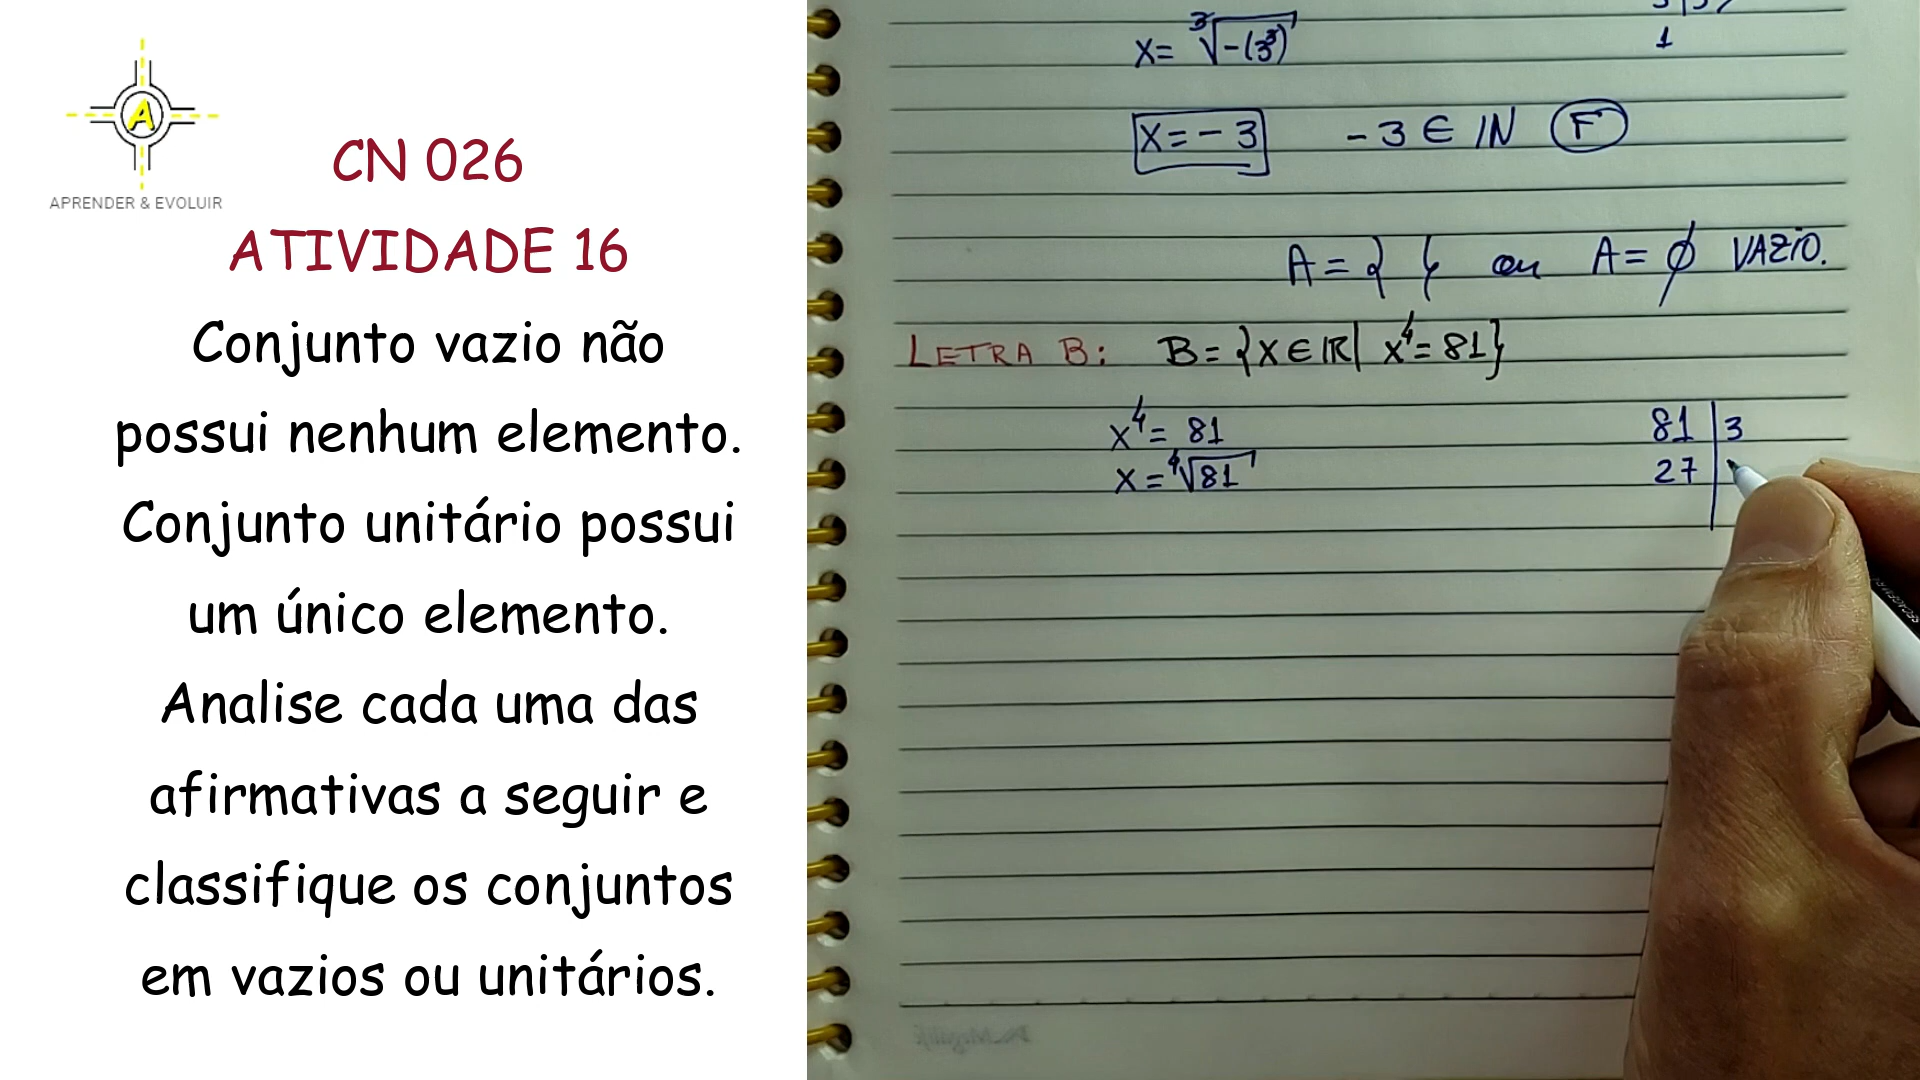 A
APRENDER & EVOLUIR
CN 026
ATIVIDADE 16
Conjunto vazio não
possui nenhum elemento.
Conjunto unitário possui
um único elemento.
Analise cada uma das
afirmativas a seguir e
classifique os conjuntos
em vazios ou unitários.
1
x = ∛-(3³)
x = - 3   - 3 ∈ IN   F
A = { } ou A = ∅ VAZIO.
LETRA B: B = {x ∈ IR | x⁴ = 81}
x⁴ = 81   81 | 3
x = ⁴√81   27 |